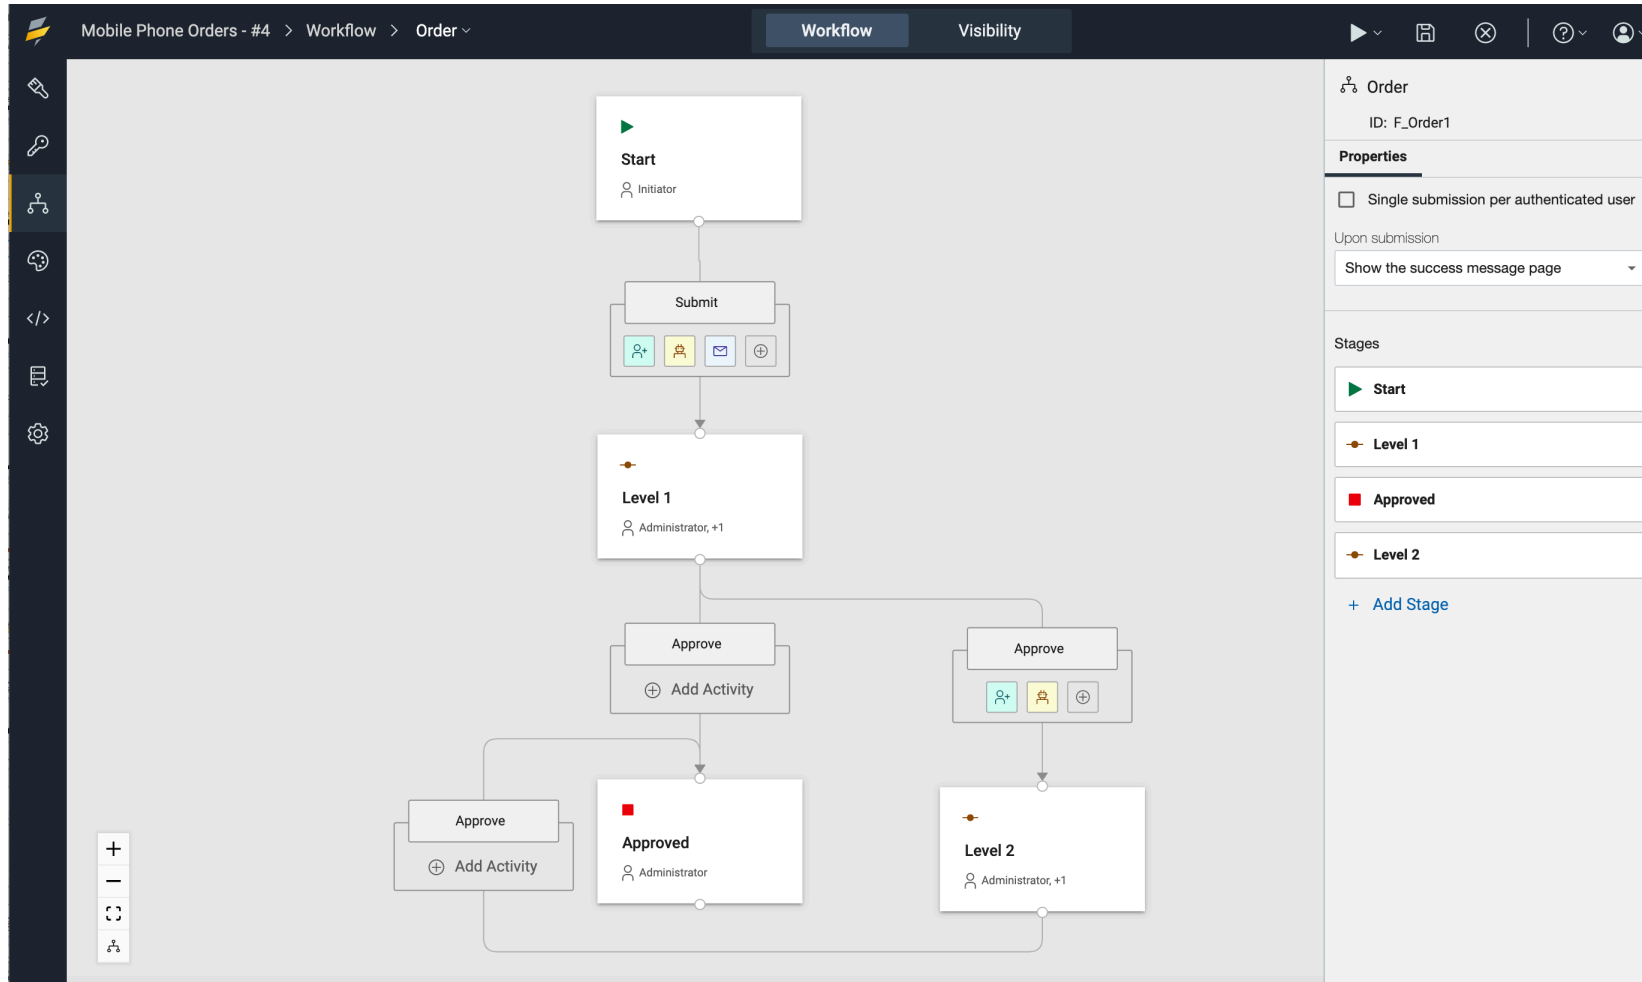 Mobile Phone Orders - #4 > Workflow > Order
Workflow
Visibility
Start
Initiator
Submit
Level 1
Administrator, +1
Approve
Add Activity
Approve
Approve
Add Activity
Approved
Administrator
Level 2
Administrator, +1
Order
ID: F_Order1
Properties
Single submission per authenticated user
Upon submission
Show the success message page
Stages
Start
Level 1
Approved
Level 2
+ Add Stage